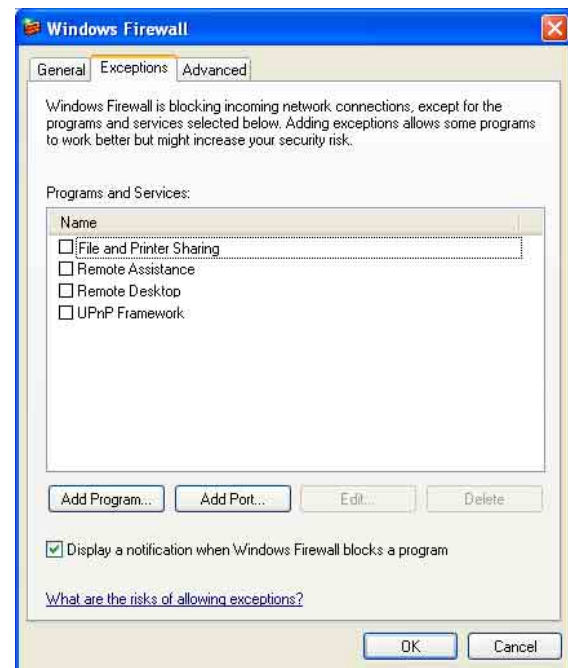 Windows Firewall
General Exceptions Advanced
Windows Firewall is blocking incoming network connections, except for the
programs and services selected below. Adding exceptions allows some programs
to work better but might increase your security risk.
Programs and Services:
Name
File and Printer Sharing
Remote Assistance
Remote Desktop
UPnP Framework
Add Program... Add Port... Edit... Delete
Display a notification when Windows Firewall blocks a program
What are the risks of allowing exceptions?
OK Cancel